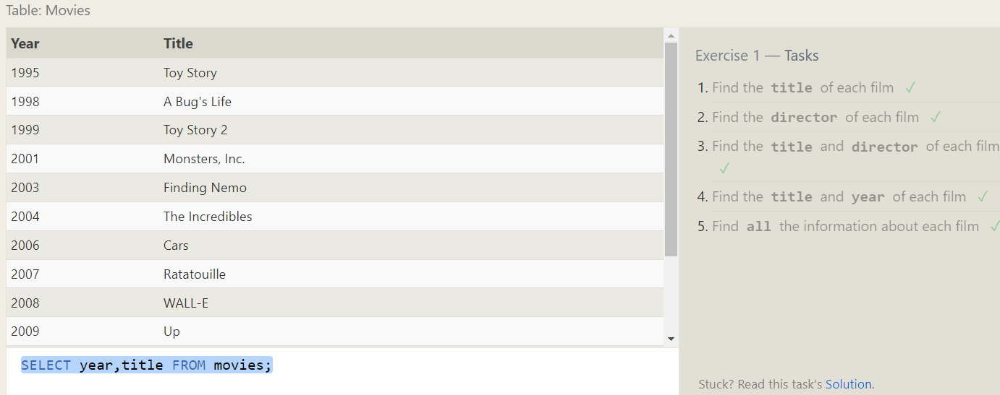 Table: Movies
Year Title
1995 Toy Story
1998 A Bug's Life
1999 Toy Story 2
2001 Monsters, Inc.
2003 Finding Nemo
2004 The Incredibles
2006 Cars
2007 Ratatouille
2008 WALL-E
2009 Up
SELECT year,title FROM movies;
Exercise 1 — Tasks
1. Find the title of each film ✓
2. Find the director of each film ✓
3. Find the title and director of each film
✓
4. Find the title and year of each film ✓
5. Find all the information about each film ✓
Stuck? Read this task's Solution.